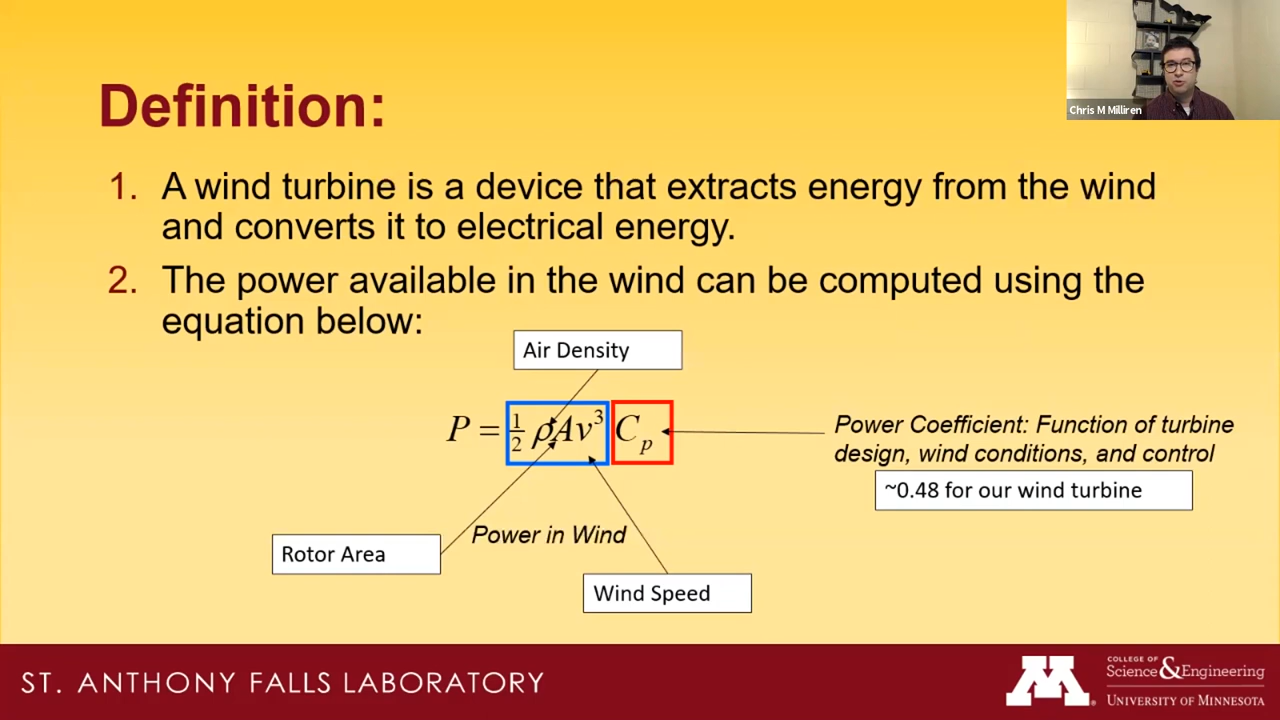 Chris M Milliren
Definition:
1. A wind turbine is a device that extracts energy from the wind
and converts it to electrical energy.
2. The power available in the wind can be computed using the
equation below:
Air Density
P = ½ ρAv³ Cₚ
Power Coefficient: Function of turbine
design, wind conditions, and control
~0.48 for our wind turbine
Power in Wind
Rotor Area
Wind Speed
ST. ANTHONY FALLS LABORATORY
M
COLLEGE OF
Science & Engineering
UNIVERSITY OF MINNESOTA